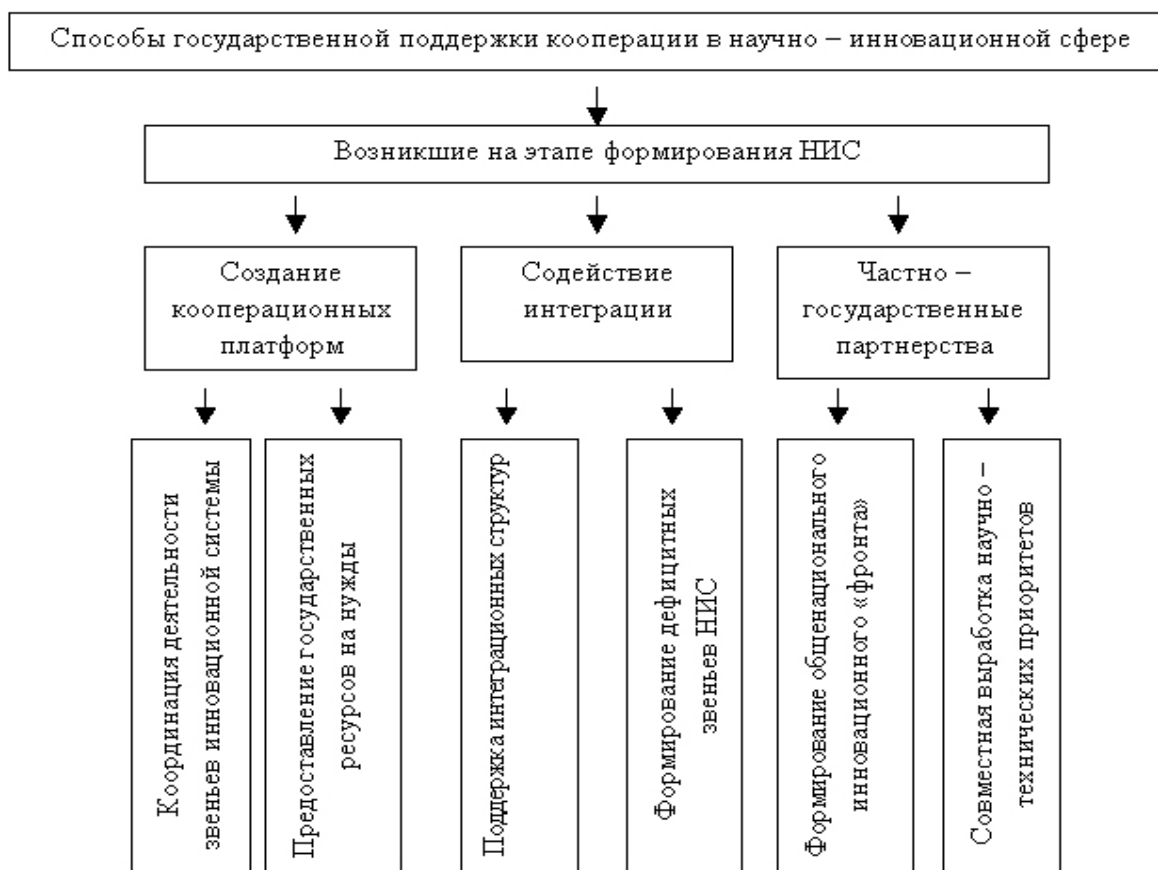 Способы государственной поддержки кооперации в научно – инновационной сфере
Возникшие на этапе формирования НИС
Создание
кооперационных
платформ
Содействие
интеграции
Частно –
государственные
партнерства
Координация деятельности
звеньев инновационной системы
Предоставление государственных
ресурсов на нужды
Поддержка интеграционных структур
Формирование дефицитных
звеньев НИС
Формирование общенационального
инновационного «фронта»
Совместная выработка научно –
технических приоритетов